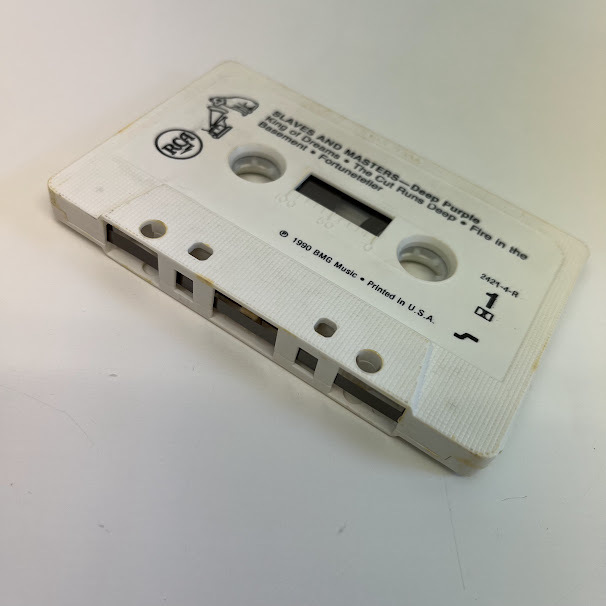 RCA
SLAVES AND MASTERS—Deep Purple
King of Dreams • The Cut Runs Deep • Fire in the
Basement • Fortuneteller
℗ 1990 BMG Music • Printed in U.S.A.
2421-4-R
1